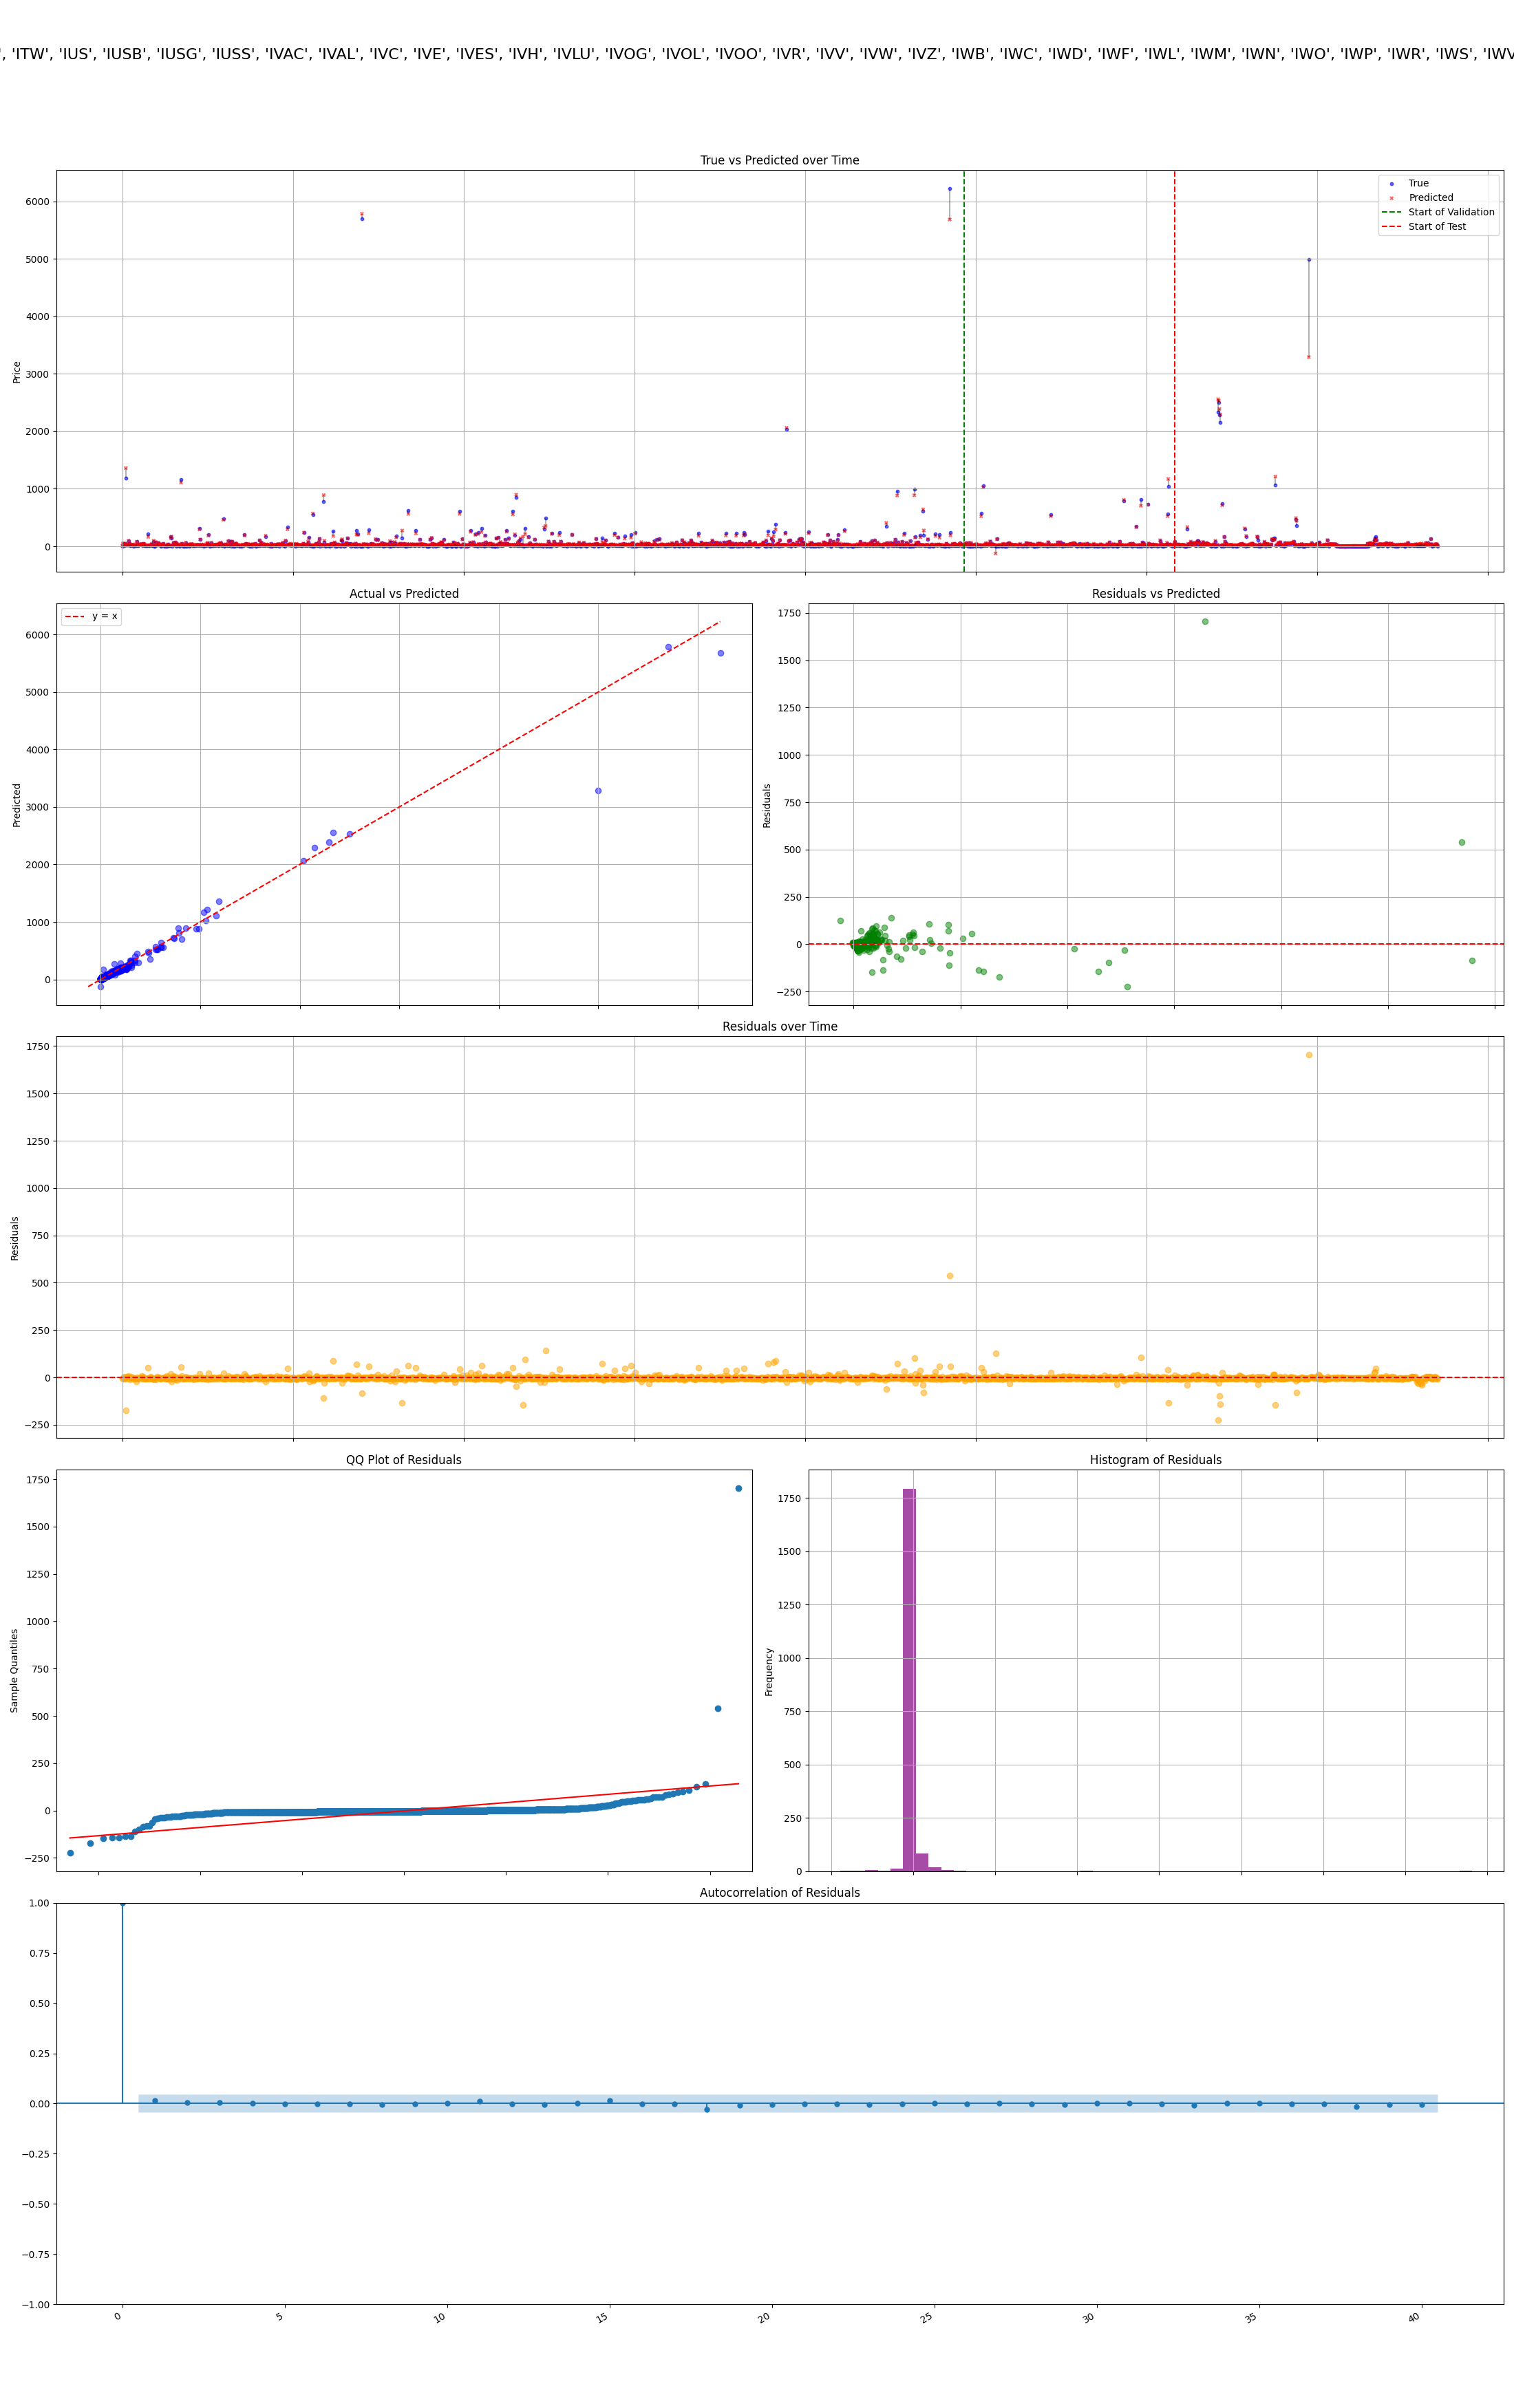 ', 'ITW', 'IUS', 'IUSB', 'IUSG', 'IUSS', 'IVAC', 'IVAL', 'IVC', 'IVE', 'IVES', 'IVH', 'IVLU', 'IVOG', 'IVOL', 'IVOO', 'IVR', 'IVV', 'IVW', 'IVZ', 'IWB', 'IWC', 'IWD', 'IWF', 'IWL', 'IWM', 'IWN', 'IWO', 'IWP', 'IWR', 'IWS', 'IWV
True vs Predicted over Time
6000
5000
4000
3000
2000
1000
0
Price
True
Predicted
Start of Validation
Start of Test
Actual vs Predicted
6000
5000
4000
3000
2000
1000
0
Predicted
y = x
Residuals vs Predicted
1750
1500
1250
1000
750
500
250
0
−250
Residuals
Residuals over Time
1750
1500
1250
1000
750
500
250
0
−250
Residuals
QQ Plot of Residuals
1750
1500
1250
1000
750
500
250
0
−250
Sample Quantiles
Histogram of Residuals
1750
1500
1250
1000
750
500
250
0
Frequency
Autocorrelation of Residuals
1.00
0.75
0.50
0.25
0.00
−0.25
−0.50
−0.75
−1.00
0 5 10 15 20 25 30 35 40